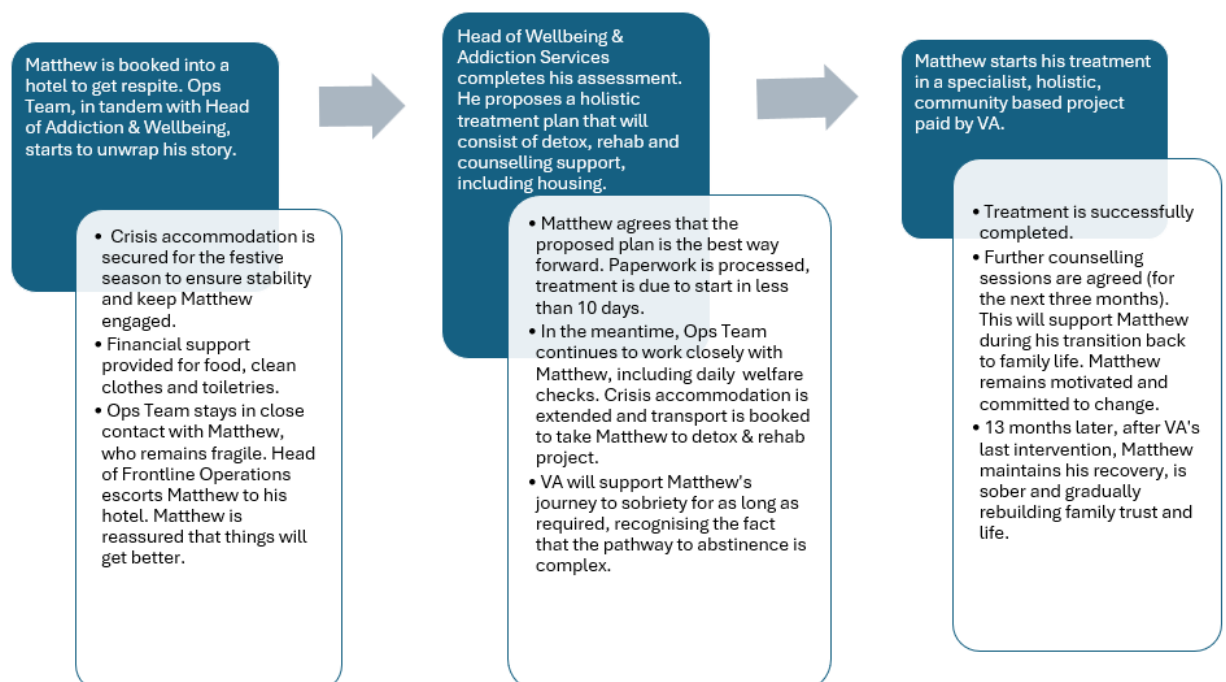 Matthew is booked into a
hotel to get respite. Ops
Team, in tandem with Head
of Addiction & Wellbeing,
starts to unwrap his story.
• Crisis accommodation is
secured for the festive
season to ensure stability
and keep Matthew
engaged.
• Financial support
provided for food, clean
clothes and toiletries.
• Ops Team stays in close
contact with Matthew,
who remains fragile. Head
of Frontline Operations
escorts Matthew to his
hotel. Matthew is
reassured that things will
get better.
Head of Wellbeing &
Addiction Services
completes his assessment.
He proposes a holistic
treatment plan that will
consist of detox, rehab and
counselling support,
including housing.
• Matthew agrees that the
proposed plan is the best way
forward. Paperwork is processed,
treatment is due to start in less
than 10 days.
• In the meantime, Ops Team
continues to work closely with
Matthew, including daily welfare
checks. Crisis accommodation is
extended and transport is booked
to take Matthew to detox & rehab
project.
• VA will support Matthew's
journey to sobriety for as long as
required, recognising the fact
that the pathway to abstinence is
complex.
Matthew starts his treatment
in a specialist, holistic,
community based project
paid by VA.
• Treatment is successfully
completed.
• Further counselling
sessions are agreed (for
the next three months).
This will support Matthew
during his transition back
to family life. Matthew
remains motivated and
committed to change.
• 13 months later, after VA's
last intervention, Matthew
maintains his recovery, is
sober and gradually
rebuilding family trust and
life.